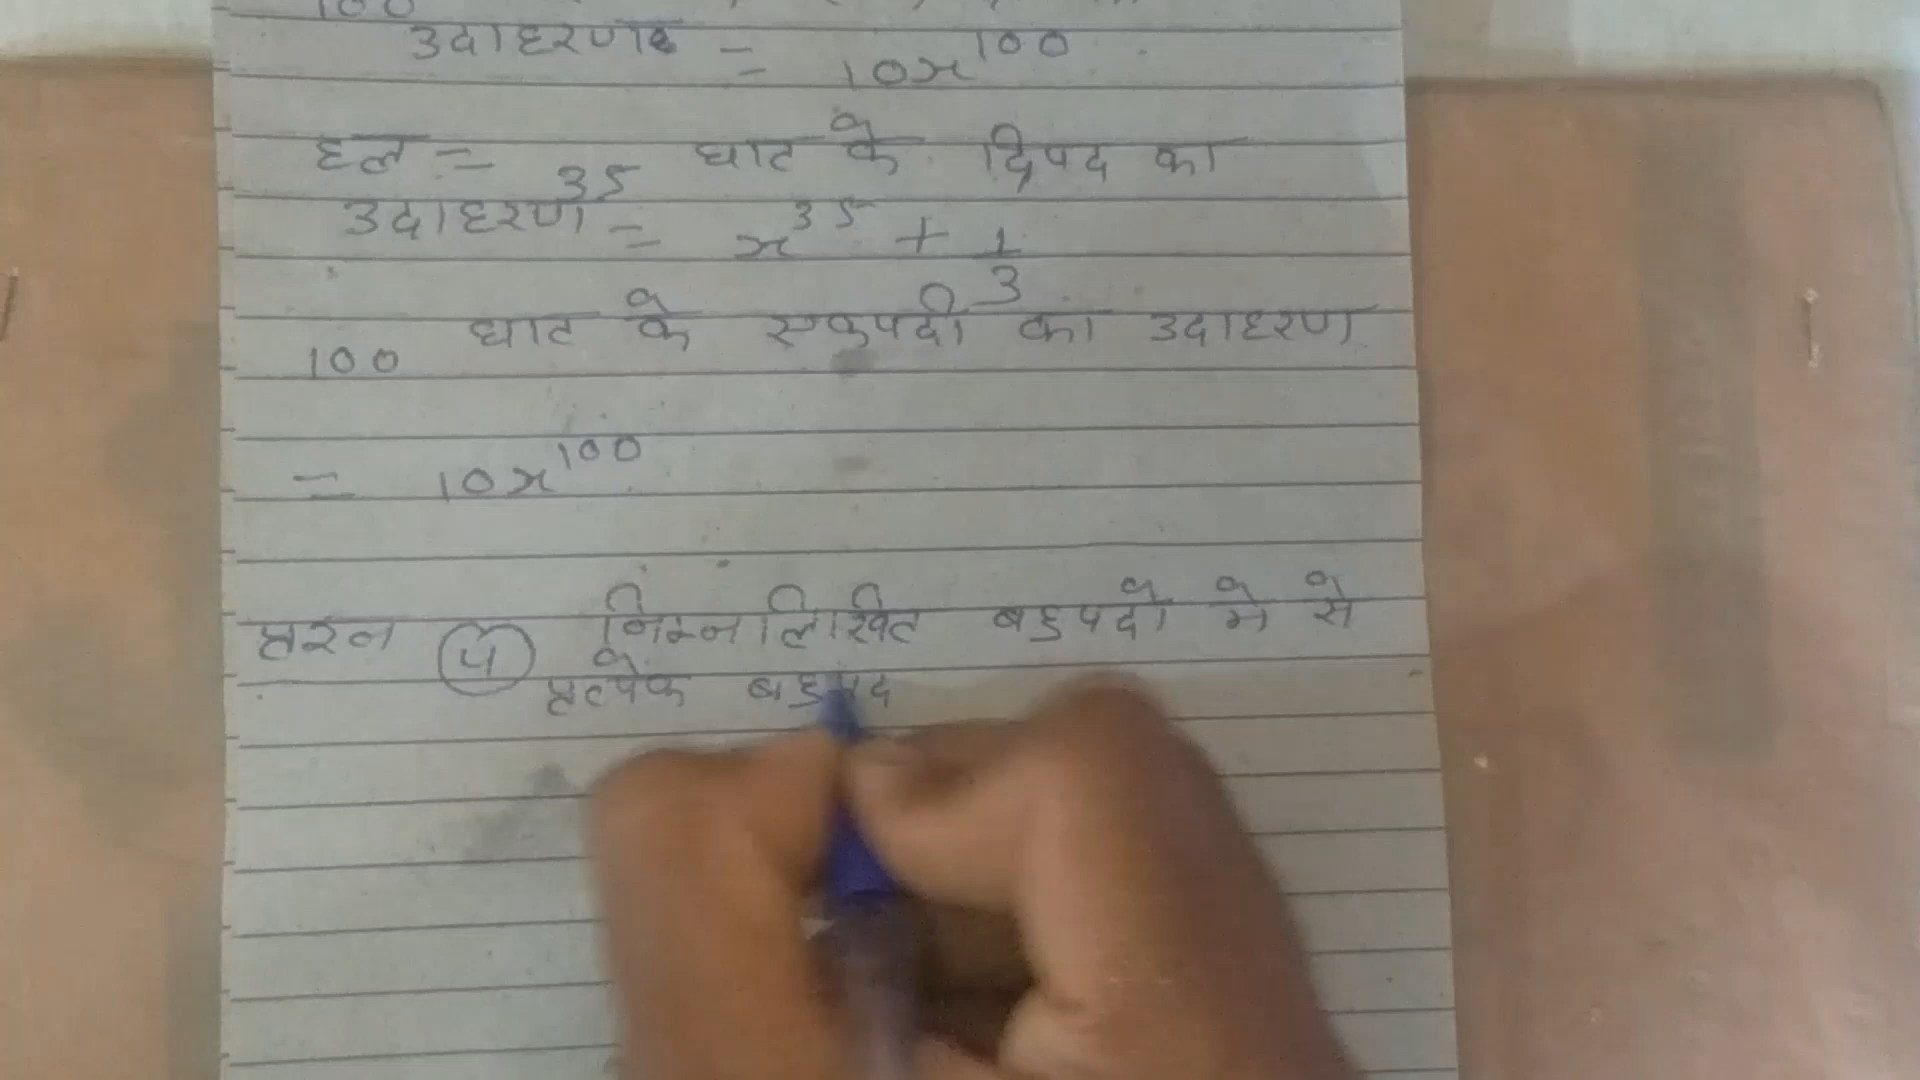 100
उदाहरण = 10x¹⁰⁰
हल = 35 घात के द्विपद का
उदाहरण = x³⁵ + 1/3
100 घात के एकपदी का उदाहरण
= 10x¹⁰⁰
प्रश्न ④ निम्नलिखित बहुपदों में से
प्रत्येक बहुपद